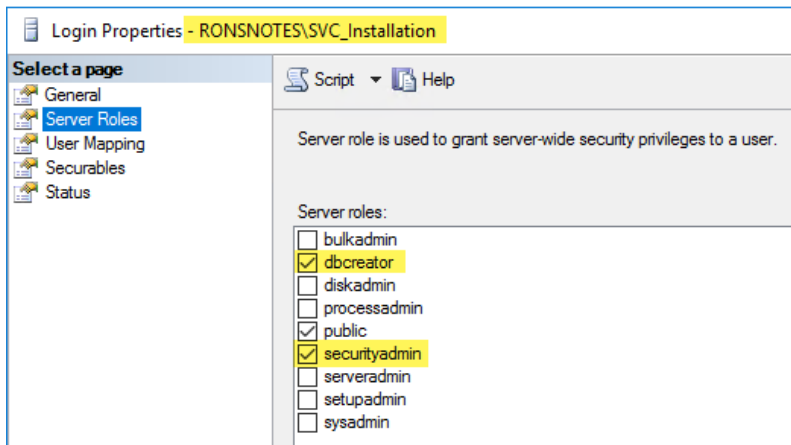 Login Properties - RONSNOTES\SVC_Installation
Select a page
General
Server Roles
User Mapping
Securables
Status
Script
Help
Server role is used to grant server-wide security privileges to a user.
Server roles:
bulkadmin
dbcreator
diskadmin
processadmin
public
securityadmin
serveradmin
setupadmin
sysadmin